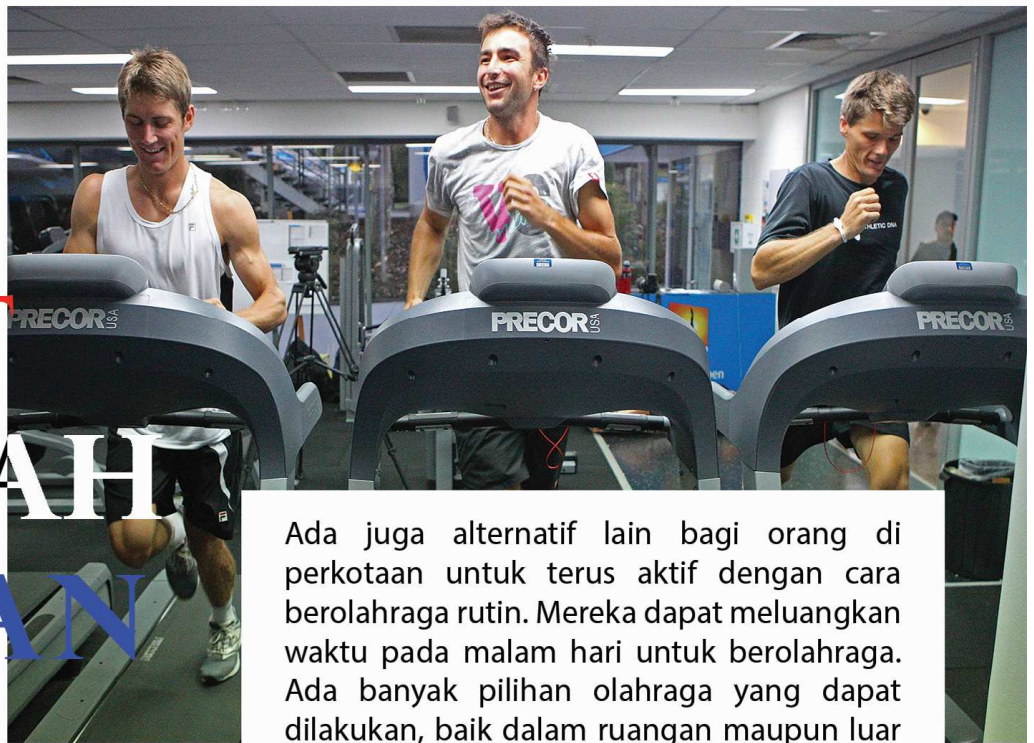 ATHLETIC DNA
T
PRECOR USA
PRECOR USA
PRECOR USA
AH
AN
Ada juga alternatif lain bagi orang di
perkotaan untuk terus aktif dengan cara
berolahraga rutin. Mereka dapat meluangkan
waktu pada malam hari untuk berolahraga.
Ada banyak pilihan olahraga yang dapat
dilakukan, baik dalam ruangan maupun luar